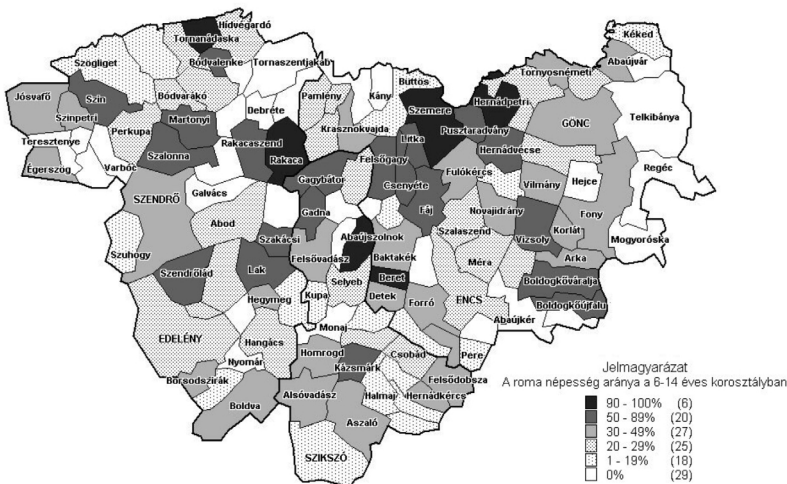 Hídvégardó
Kéked
Tornanádaska
Abaújvár
Bódvalenke
Tornaszentjakab
Szögliget
Büttös
Tornyosnémeti
Kány
Jósvafő
Bódvarákó
Pamlény
Hernádpetri
Szin
Debréte
Szemere
Telkibánya
Szinpetri
Martonyi
GÖNC
Perkupa
Krasznokvajda
Pusztaradvány
Teresztenye
Rakacaszend
Litka
Hernádvécse
Szalonna
Rakaca
Felsőgagy
Regéc
Varbóc
Fulókércs
Égerszög
Gagybátor
Csenyéte
Vilmány
Hejce
SZENDRŐ
Galvács
Gadna
Fáj
Novajidrány
Fony
Abod
Szalaszend
Korlát
Szakácsi
Abaújszolnok
Vizsoly
Mogyoróska
Szuhogy
Felsővadász
Baktakék
Méra
Arka
Szendrőlád
Lak
Beret
Boldogkőváralja
Selyeb
Hegymeg
Kupa
Detek
Forró
ENCS
Boldogkőújfalu
Monaj
Abaújkér
EDELÉNY
Hangács
Csobád
Nyomár
Homrogd
Pere
Kázsmárk
Borsodszirák
Felsődobsza
Alsóvadász
Halmaj
Hernádkércs
Boldva
Aszaló
SZIKSZÓ
Jelmagyarázat
A roma népesség aránya a 6-14 éves korosztályban
90 - 100% (6)
50 - 89% (20)
30 - 49% (27)
20 - 29% (25)
1 - 19% (18)
0% (29)